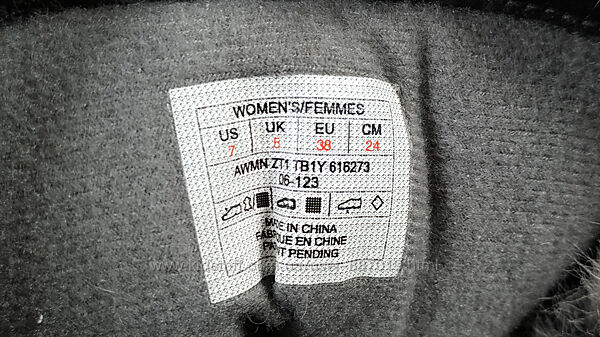 WOMEN'S/FEMMES
US UK EU CM
7 5 38 24
AWMN ZT1 TB1Y 616273
06-123
MADE IN CHINA
FABRIQUE EN CHINE
PENDING